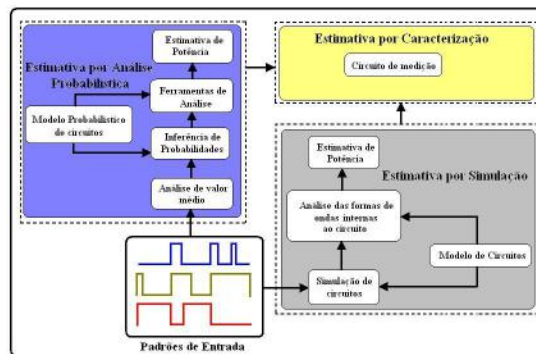 Estimativa por Análise
Probabilística
Estimativa de
Potência
Ferramentas de
Análise
Modelo Probabilístico
de circuitos
Inferência de
Probabilidades
Análise de valor
médio
Estimativa por Caracterização
Circuito de medição
Estimativa por Simulação
Estimativa de
Potência
Análise das formas de
ondas internas
ao circuito
Modelo de Circuitos
Simulação de
circuitos
Padrões de Entrada